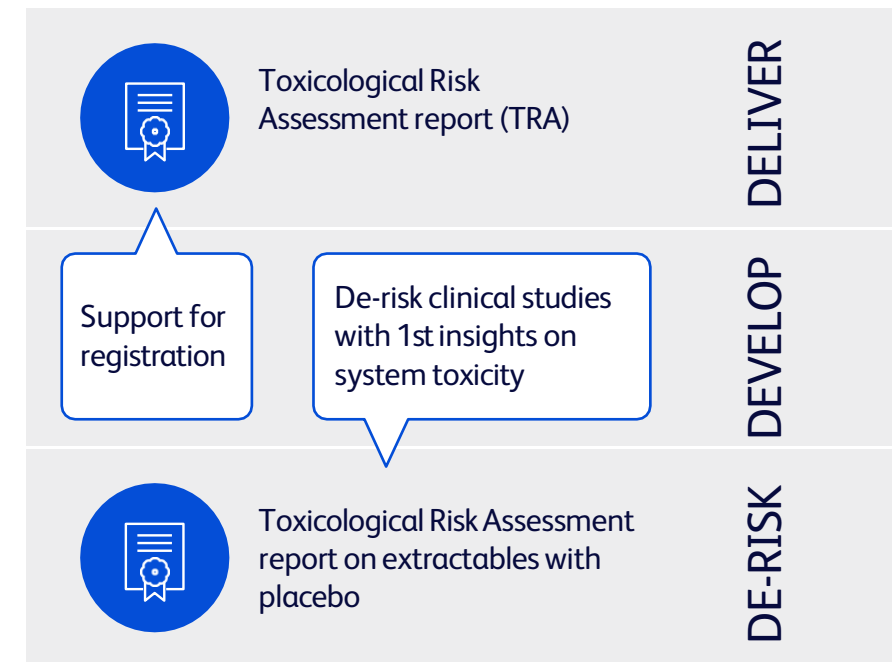 Toxicological Risk
Assessment report (TRA)
DELIVER
Support for
registration
De-risk clinical studies
with 1st insights on
system toxicity
DEVELOP
Toxicological Risk Assessment
report on extractables with
placebo
DE-RISK